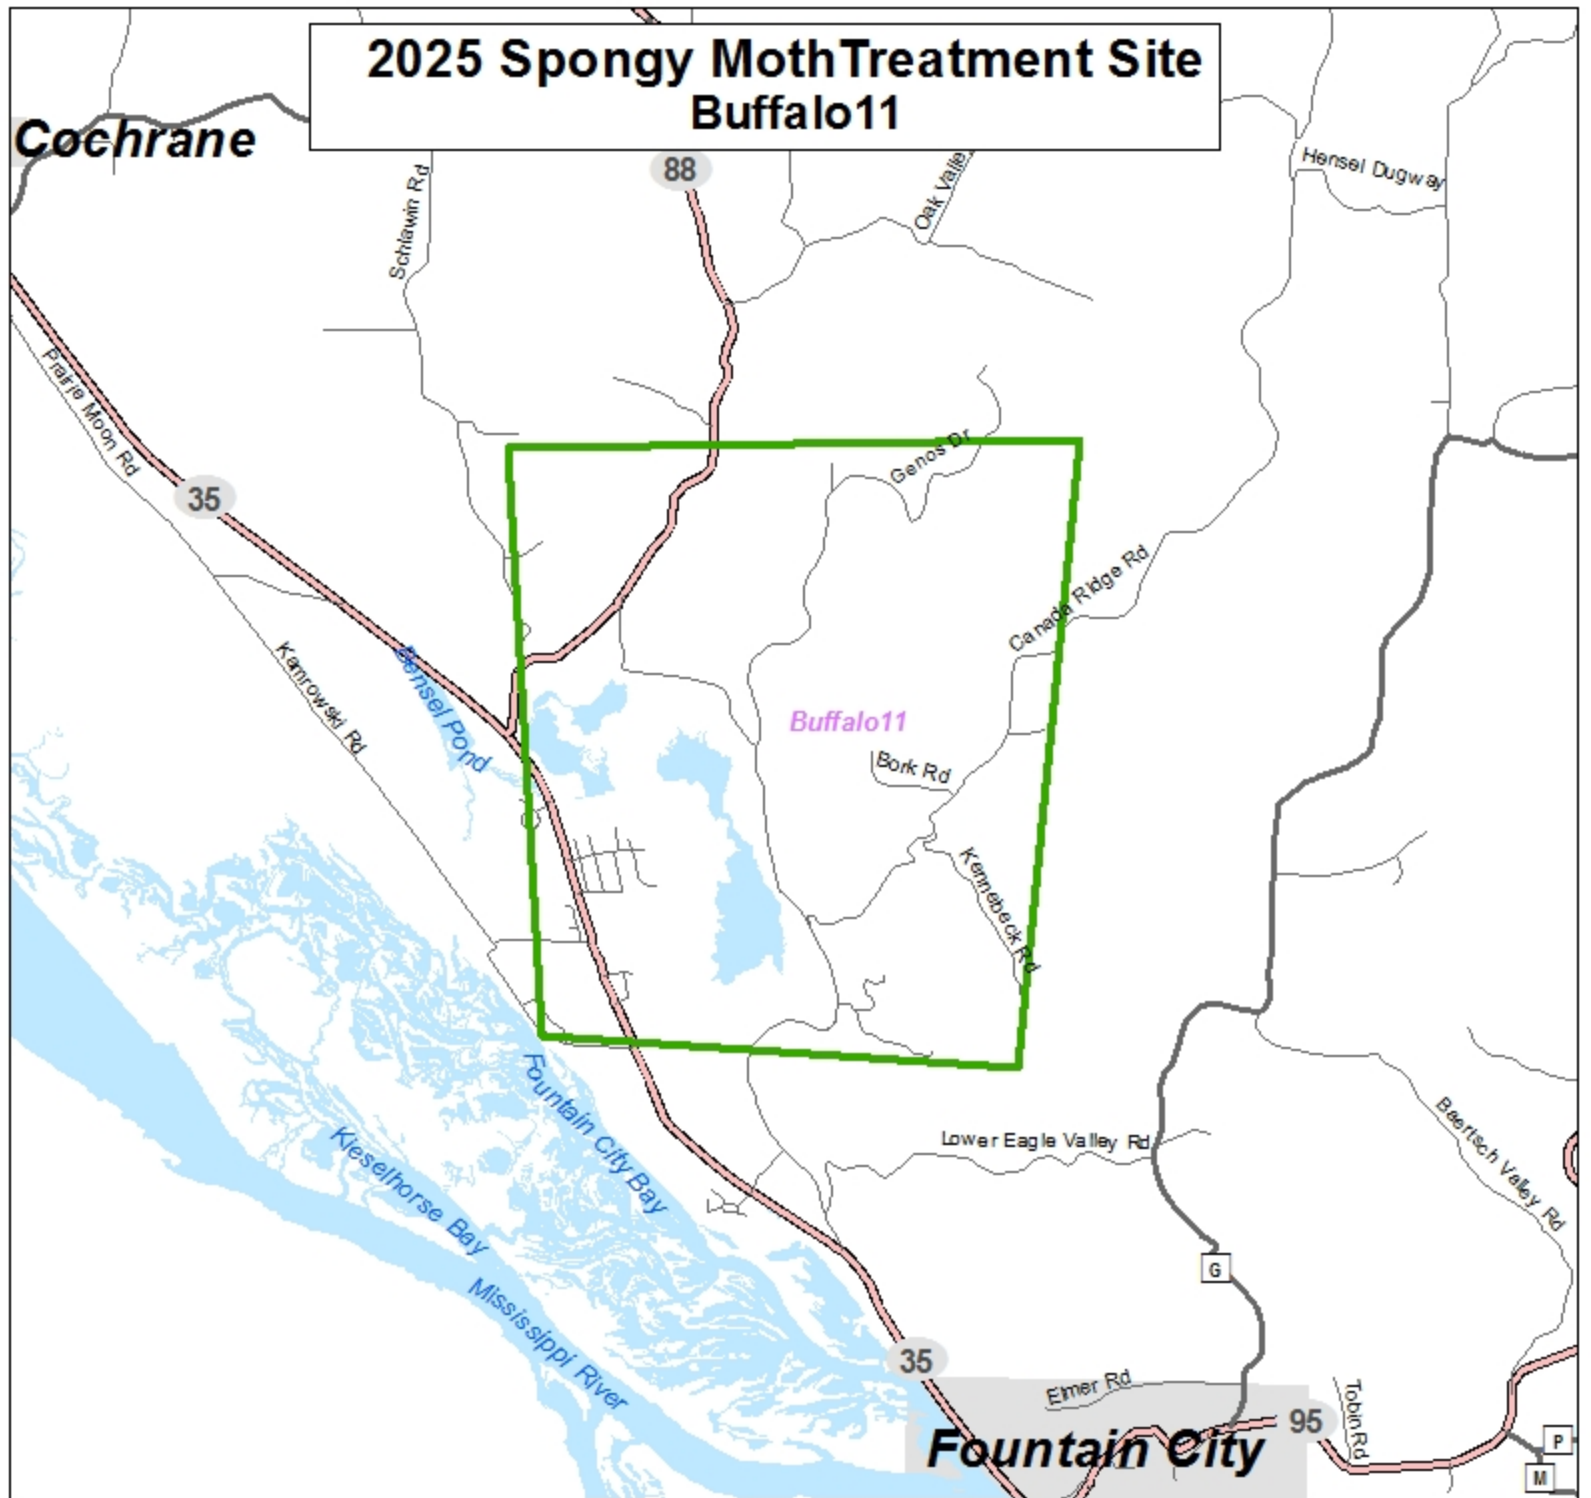 2025 Spongy MothTreatment Site
Buffalo11
Cochrane
88
Schlawin Rd
Oak Valle
Hensel Dugway
Prairie Moon Rd
35
Genos Dr
Canada Ridge Rd
Kamrowski Rd
Bensel Pond
Buffalo11
Bork Rd
Kennebeck Rd
Fountain City Bay
Kieselhorse Bay
Lower Eagle Valley Rd
Baertsch Valley Rd
Mississippi River
G
35
Elmer Rd
Tobin Rd
95
Fountain City
P
M